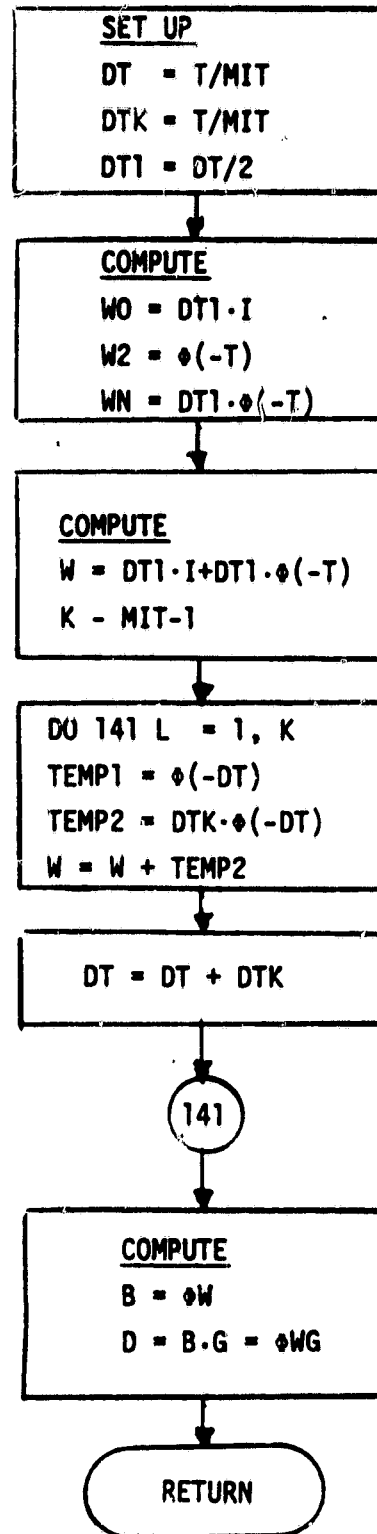 SET UP
DT = T/MIT
DTK = T/MIT
DT1 = DT/2
COMPUTE
WO = DT1·I
W2 = Φ(-T)
WN = DT1·Φ(-T)
COMPUTE
W = DT1·I+DT1·Φ(-T)
K - MIT-1
DO 141 L = 1, K
TEMP1 = Φ(-DT)
TEMP2 = DTK·Φ(-DT)
W = W + TEMP2
DT = DT + DTK
141
COMPUTE
B = ΦW
D = B·G = ΦWG
RETURN